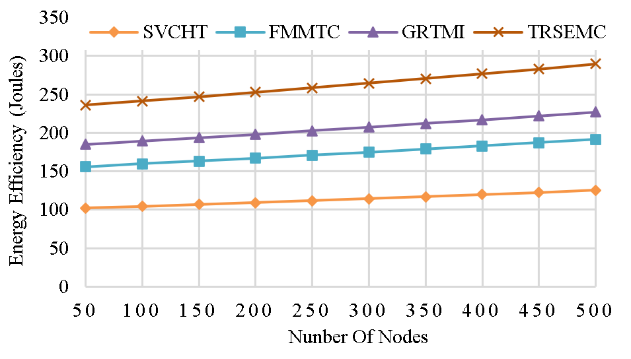 SVCHT FMMTC GRTMI TRSEMC
Energy Efficiency (Joules)
350
300
250
200
150
100
50
0
50 100 150 200 250 300 350 400 450 500
Nunber Of Nodes